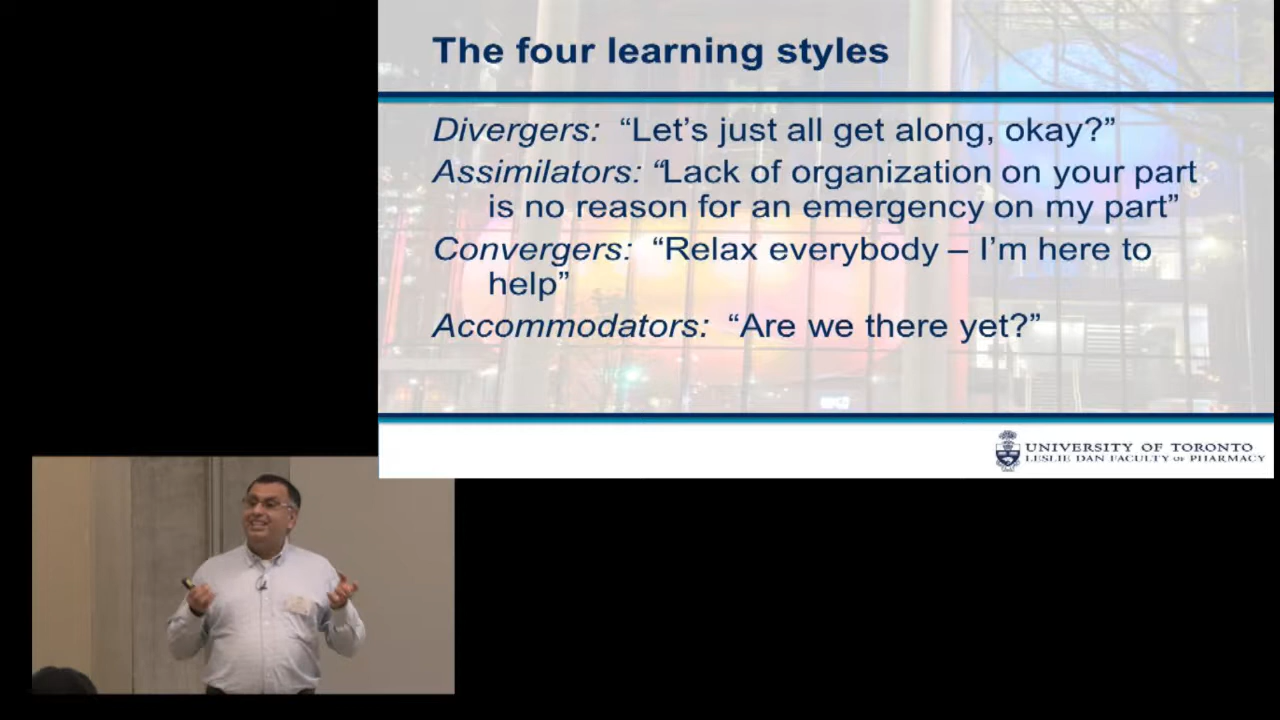 The four learning styles
Divergers: “Let’s just all get along, okay?”
Assimilators: “Lack of organization on your part
is no reason for an emergency on my part”
Convergers: “Relax everybody – I’m here to
help”
Accommodators: “Are we there yet?”
UNIVERSITY OF TORONTO
LESLIE DAN FACULTY OF PHARMACY